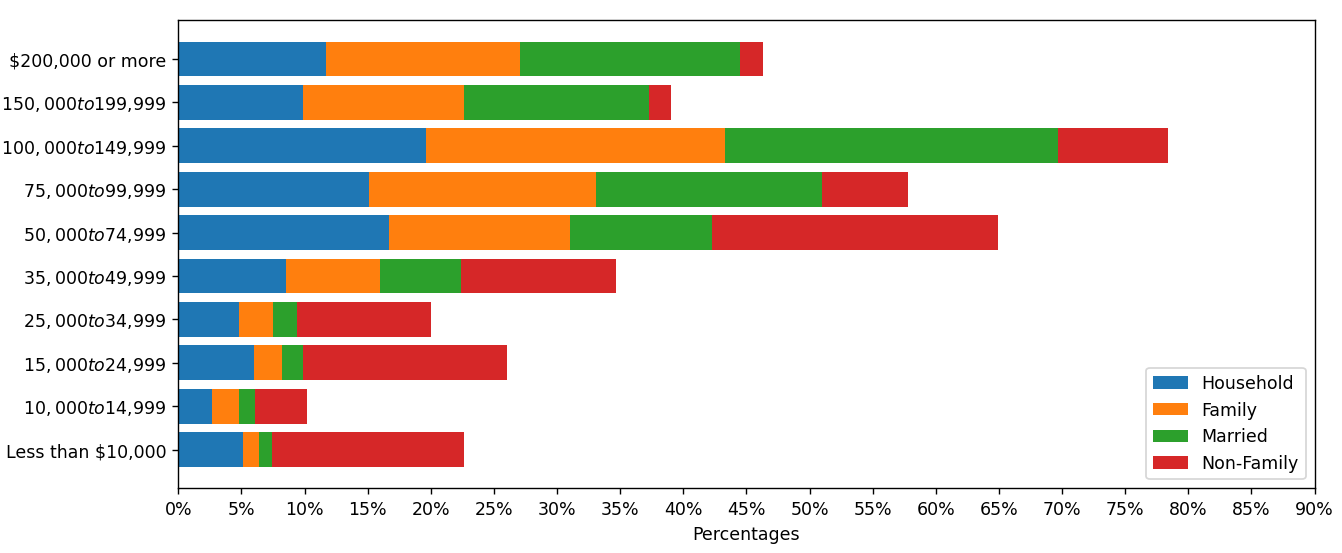 $200,000 or more
150,000to199,999
100,000to149,999
75,000to99,999
50,000to74,999
35,000to49,999
25,000to34,999
15,000to24,999
10,000to14,999
Less than $10,000
Household
Family
Married
Non-Family
0% 5% 10% 15% 20% 25% 30% 35% 40% 45% 50% 55% 60% 65% 70% 75% 80% 85% 90%
Percentages